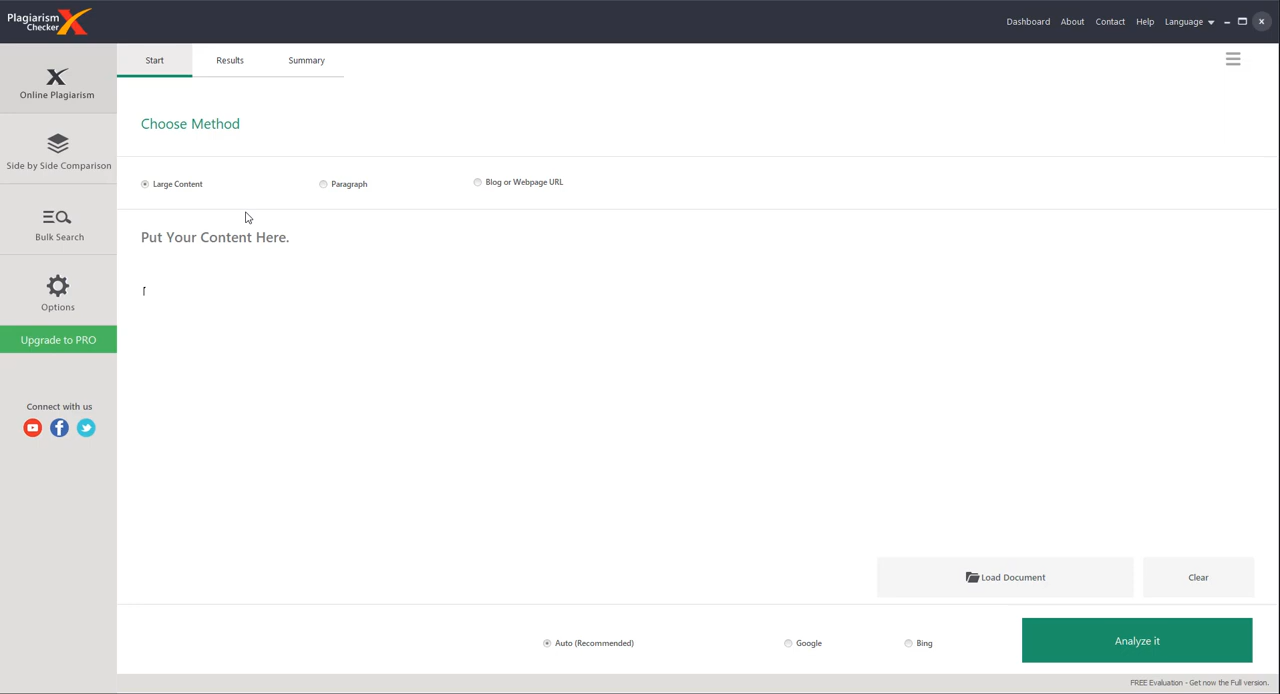 Plagiarism
Checker
Dashboard About Contact Help Language
Start Results Summary
Online Plagiarism
Choose Method
Side by Side Comparison
Large Content Paragraph Blog or Webpage URL
Bulk Search
Put Your Content Here.
Options
Upgrade to PRO
Connect with us
Load Document Clear
Auto (Recommended) Google Bing Analyze it
FREE Evaluation - Get now the Full version.